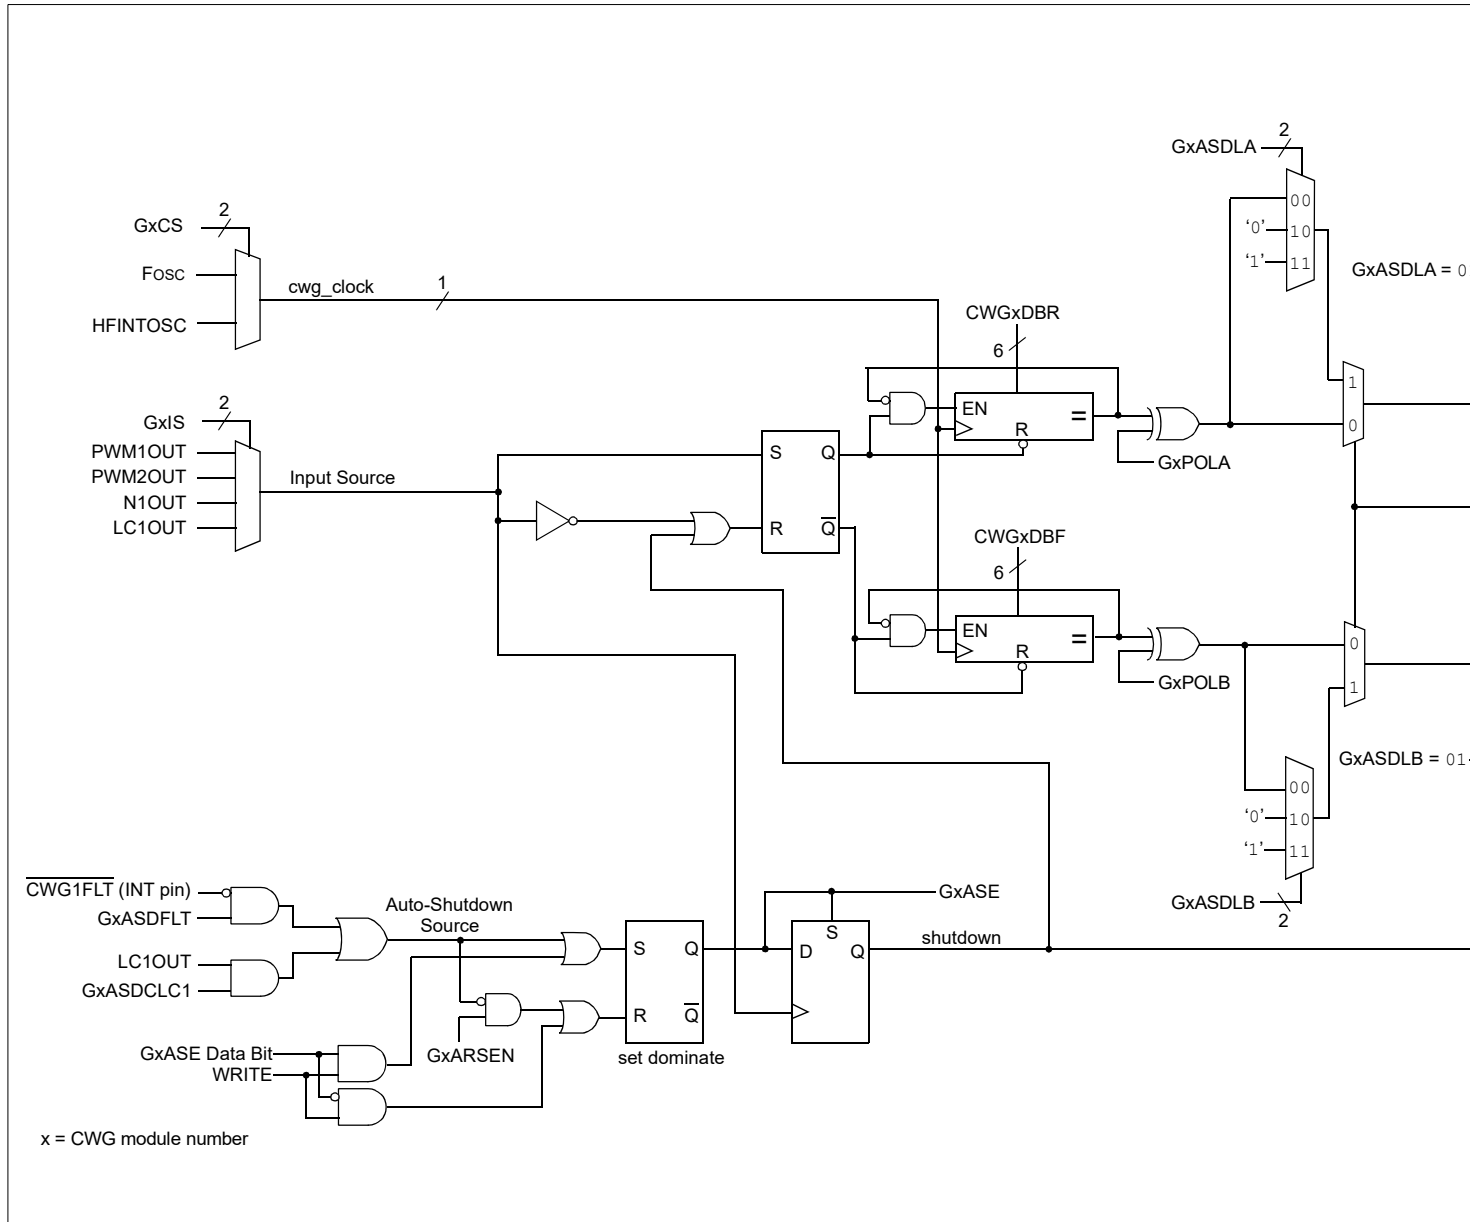 GxASDLA
2
00
'0'
10
'1'
11
GxASDLA = 0
GxCS
2
FOSC
HFINTOSC
cwg_clock
1
CWGxDBR
6
EN
=
R
GxPOLA
1
0
GxIS
2
PWM1OUT
PWM2OUT
N1OUT
LC1OUT
Input Source
S
Q
R
Q
CWGxDBF
6
EN
=
R
GxPOLB
0
1
GxASDLB = 01
00
'0'
10
'1'
11
GxASDLB
2
CWG1FLT (INT pin)
GxASDFLT
LC1OUT
GxASDCLC1
Auto-Shutdown
Source
GxASE Data Bit
WRITE
GxARSEN
S
Q
R
Q
set dominate
GxASE
S
D
Q
shutdown
x = CWG module number